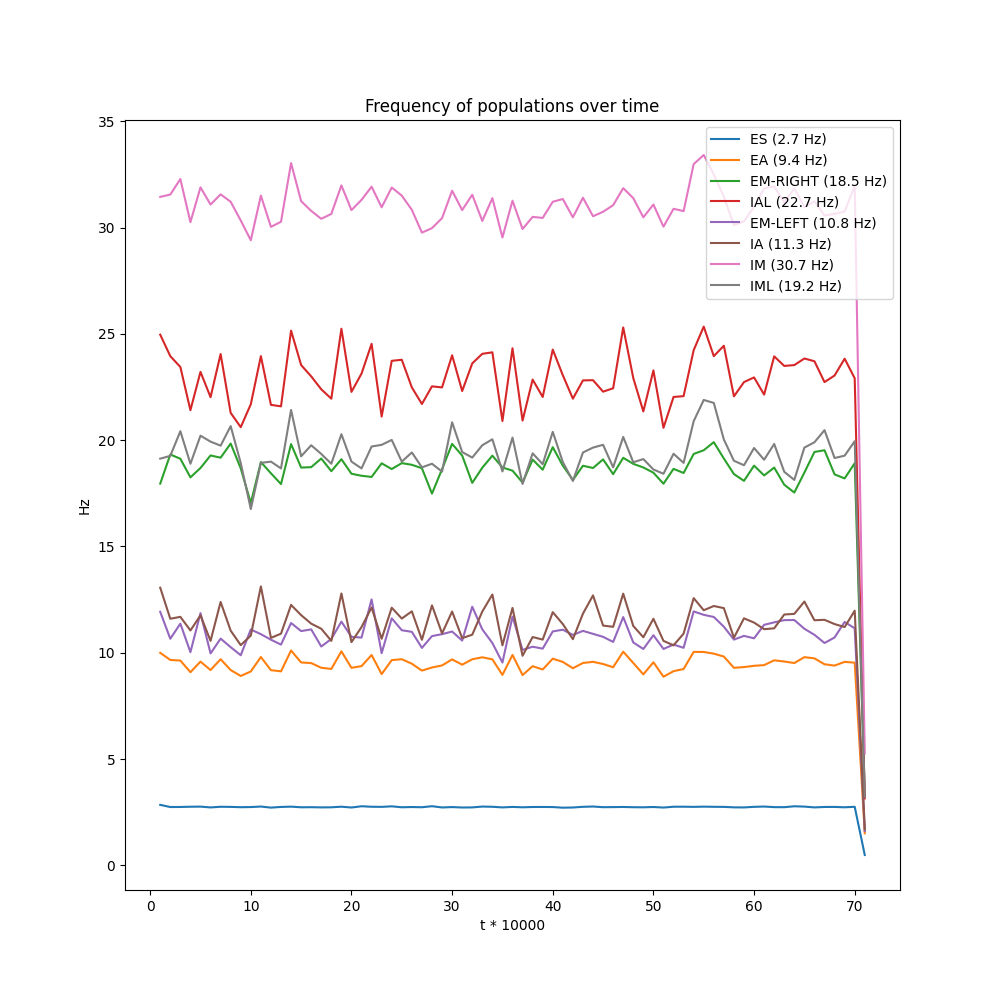 Frequency of populations over time
35
30
25
20
15
10
5
0
Hz
ES (2.7 Hz)
EA (9.4 Hz)
EM-RIGHT (18.5 Hz)
IAL (22.7 Hz)
EM-LEFT (10.8 Hz)
IA (11.3 Hz)
IM (30.7 Hz)
IML (19.2 Hz)
0 10 20 30 40 50 60 70
t * 10000